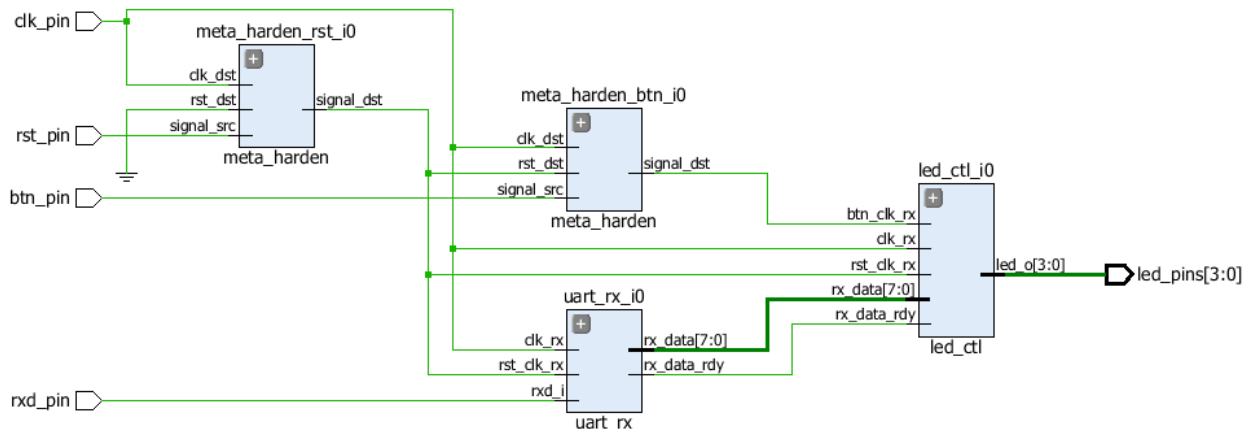 clk_pin
meta_harden_rst_i0
clk_dst
rst_dst
signal_src
signal_dst
meta_harden
rst_pin
btn_pin
meta_harden_btn_i0
clk_dst
rst_dst
signal_src
signal_dst
meta_harden
led_ctl_i0
btn_clk_rx
clk_rx
rst_clk_rx
rx_data[7:0]
rx_data_rdy
led_o[3:0]
led_ctl
led_pins[3:0]
uart_rx_i0
clk_rx
rst_clk_rx
rxd_i
rx_data[7:0]
rx_data_rdy
uart_rx
rxd_pin